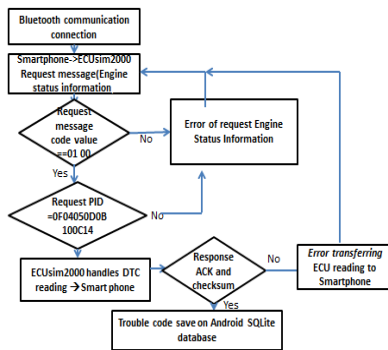 Bluetooth communication
connection
Smartphone->ECUsim2000
Request message(Engine
status information
Request
message
code value
==01 00
No
Error of request Engine
Status Information
Yes
Request PID
=0F04050D0B
100C14
No
Yes
ECUsim2000 handles DTC
reading → Smart phone
Response
ACK and
checksum
No
Error transferring
ECU reading to
Smartphone
Yes
Trouble code save on Android SQLite
database